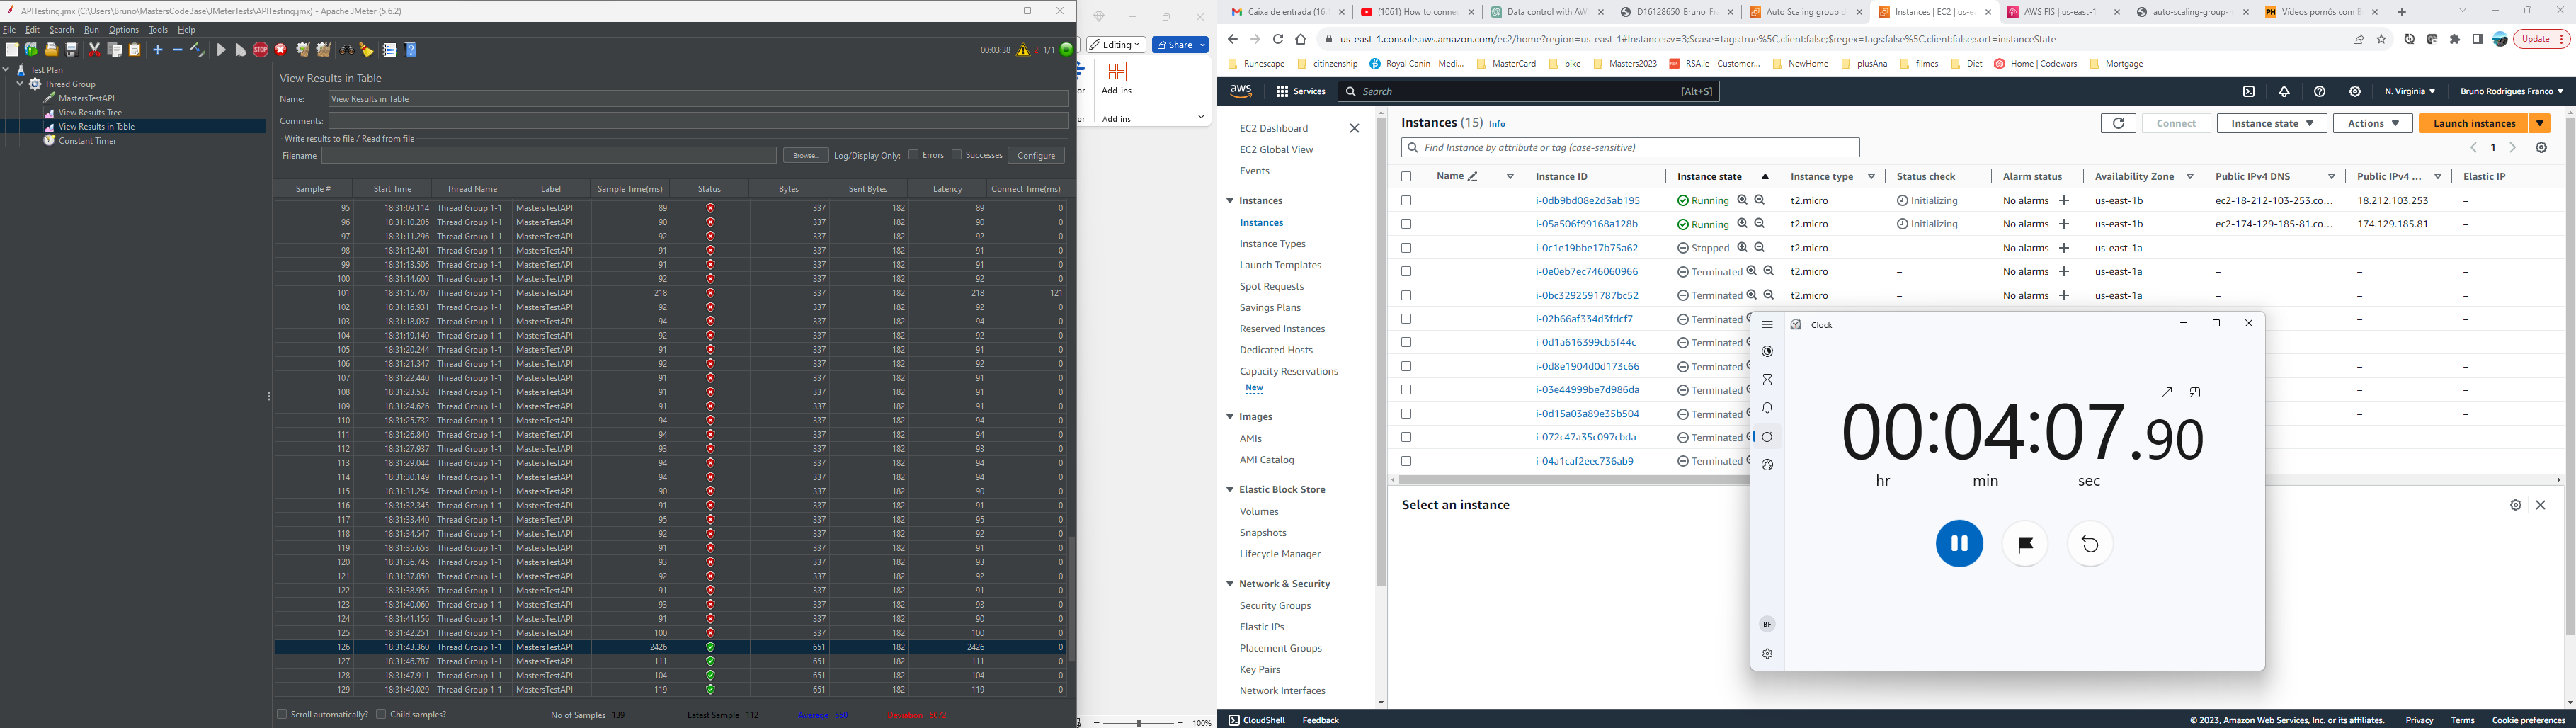 APITesting.jmx (C:\Users\Bruno\MastersCodeBase\JMeterTests\APITesting.jmx) - Apache JMeter (5.6.2)
File Edit Search Run Options Tools Help
00:03:38 1/1
Test Plan
Thread Group
MastersTestAPI
View Results Tree
View Results in Table
Constant Timer
View Results in Table
Name: View Results in Table
Comments:
Write results to file / Read from file
Filename Browse... Log/Display Only: Errors Successes Configure
Sample # Start Time Thread Name Label Sample Time(ms) Status Bytes Sent Bytes Latency Connect Time(ms)
95 18:31:09.114 Thread Group 1-1 MastersTestAPI 89 337 182 89 0
96 18:31:10.205 Thread Group 1-1 MastersTestAPI 90 337 182 90 0
97 18:31:11.296 Thread Group 1-1 MastersTestAPI 92 337 182 92 0
98 18:31:12.401 Thread Group 1-1 MastersTestAPI 91 337 182 91 0
99 18:31:13.506 Thread Group 1-1 MastersTestAPI 91 337 182 91 0
100 18:31:14.600 Thread Group 1-1 MastersTestAPI 92 337 182 92 0
101 18:31:15.707 Thread Group 1-1 MastersTestAPI 218 337 182 218 121
102 18:31:16.931 Thread Group 1-1 MastersTestAPI 92 337 182 92 0
103 18:31:18.037 Thread Group 1-1 MastersTestAPI 94 337 182 94 0
104 18:31:19.140 Thread Group 1-1 MastersTestAPI 92 337 182 92 0
105 18:31:20.244 Thread Group 1-1 MastersTestAPI 91 337 182 91 0
106 18:31:21.347 Thread Group 1-1 MastersTestAPI 92 337 182 92 0
107 18:31:22.440 Thread Group 1-1 MastersTestAPI 91 337 182 91 0
108 18:31:23.532 Thread Group 1-1 MastersTestAPI 91 337 182 91 0
109 18:31:24.626 Thread Group 1-1 MastersTestAPI 91 337 182 91 0
110 18:31:25.732 Thread Group 1-1 MastersTestAPI 94 337 182 94 0
111 18:31:26.840 Thread Group 1-1 MastersTestAPI 94 337 182 94 0
112 18:31:27.937 Thread Group 1-1 MastersTestAPI 93 337 182 93 0
113 18:31:29.044 Thread Group 1-1 MastersTestAPI 94 337 182 94 0
114 18:31:30.149 Thread Group 1-1 MastersTestAPI 94 337 182 94 0
115 18:31:31.254 Thread Group 1-1 MastersTestAPI 90 337 182 90 0
116 18:31:32.345 Thread Group 1-1 MastersTestAPI 91 337 182 91 0
117 18:31:33.440 Thread Group 1-1 MastersTestAPI 95 337 182 95 0
118 18:31:34.547 Thread Group 1-1 MastersTestAPI 92 337 182 92 0
119 18:31:35.653 Thread Group 1-1 MastersTestAPI 91 337 182 91 0
120 18:31:36.745 Thread Group 1-1 MastersTestAPI 93 337 182 93 0
121 18:31:37.850 Thread Group 1-1 MastersTestAPI 92 337 182 92 0
122 18:31:38.956 Thread Group 1-1 MastersTestAPI 91 337 182 91 0
123 18:31:40.060 Thread Group 1-1 MastersTestAPI 93 337 182 93 0
124 18:31:41.156 Thread Group 1-1 MastersTestAPI 91 337 182 90 0
125 18:31:42.251 Thread Group 1-1 MastersTestAPI 100 337 182 100 0
126 18:31:43.360 Thread Group 1-1 MastersTestAPI 2426 651 182 2426 0
127 18:31:46.787 Thread Group 1-1 MastersTestAPI 111 651 182 111 0
128 18:31:47.911 Thread Group 1-1 MastersTestAPI 104 651 182 104 0
129 18:31:49.029 Thread Group 1-1 MastersTestAPI 119 651 182 119 0
Scroll automatically? Child samples? No of Samples 139 Latest Sample 112 Average 550 Deviation 5072
Editing Share
or Add-ins
or Add-ins
100%
Caixa de entrada (16. (1061) How to conne Data control with AW D16128650_Bruno_Fr Auto Scaling group d Instances | EC2 | us-e AWS FIS | us-east-1 auto-scaling-group-r Vídeos pornôs com E
us-east-1.console.aws.amazon.com/ec2/home?region=us-east-1#Instances:v=3;$case=tags:true%5C,client:false;$regex=tags:false%5C,client:false;sort=instanceState Update
Runescape citizenship Royal Canin - Medi... MasterCard bike Masters2023 RSA.ie - Customer... NewHome plusAna filmes Diet Home | Codewars Mortgage
aws Services Search [Alt+S] N. Virginia Bruno Rodrigues Franco
EC2 Dashboard
EC2 Global View
Events
Instances
Instances
Instance Types
Launch Templates
Spot Requests
Savings Plans
Reserved Instances
Dedicated Hosts
Capacity Reservations
New
Images
AMIs
AMI Catalog
Elastic Block Store
Volumes
Snapshots
Lifecycle Manager
Network & Security
Security Groups
Elastic IPs
Placement Groups
Key Pairs
Network Interfaces
Instances (15) Info Connect Instance state Actions Launch instances
Find Instance by attribute or tag (case-sensitive) 1
Name Instance ID Instance state Instance type Status check Alarm status Availability Zone Public IPv4 DNS Public IPv4 ... Elastic IP
i-0db9bd08e2d3ab195 Running t2.micro Initializing No alarms + us-east-1b ec2-18-212-103-253.co... 18.212.103.253 –
i-05a506f99168a128b Running t2.micro Initializing No alarms + us-east-1b ec2-174-129-185-81.co... 174.129.185.81 –
i-0c1e19bbe17b75a62 Stopped t2.micro – No alarms + us-east-1a – – –
i-0e0eb7ec746060966 Terminated t2.micro – No alarms + us-east-1a – – –
i-0bc3292591787bc52 Terminated t2.micro – No alarms + us-east-1a – – –
i-02b66af334d3fdcf7 Terminated – –
i-0d1a616399cb5f44c Terminated – –
i-0d8e1904d0d173c66 Terminated – –
i-03e44999be7d986da Terminated – –
i-0d15a03a89e35b504 Terminated – –
i-072c47a35c097cbda Terminated – –
i-04a1caf2eec736ab9 Terminated – –
Select an instance
Clock
00:04:07.90
hr min sec
BF
CloudShell Feedback © 2023, Amazon Web Services, Inc. or its affiliates. Privacy Terms Cookie preferences